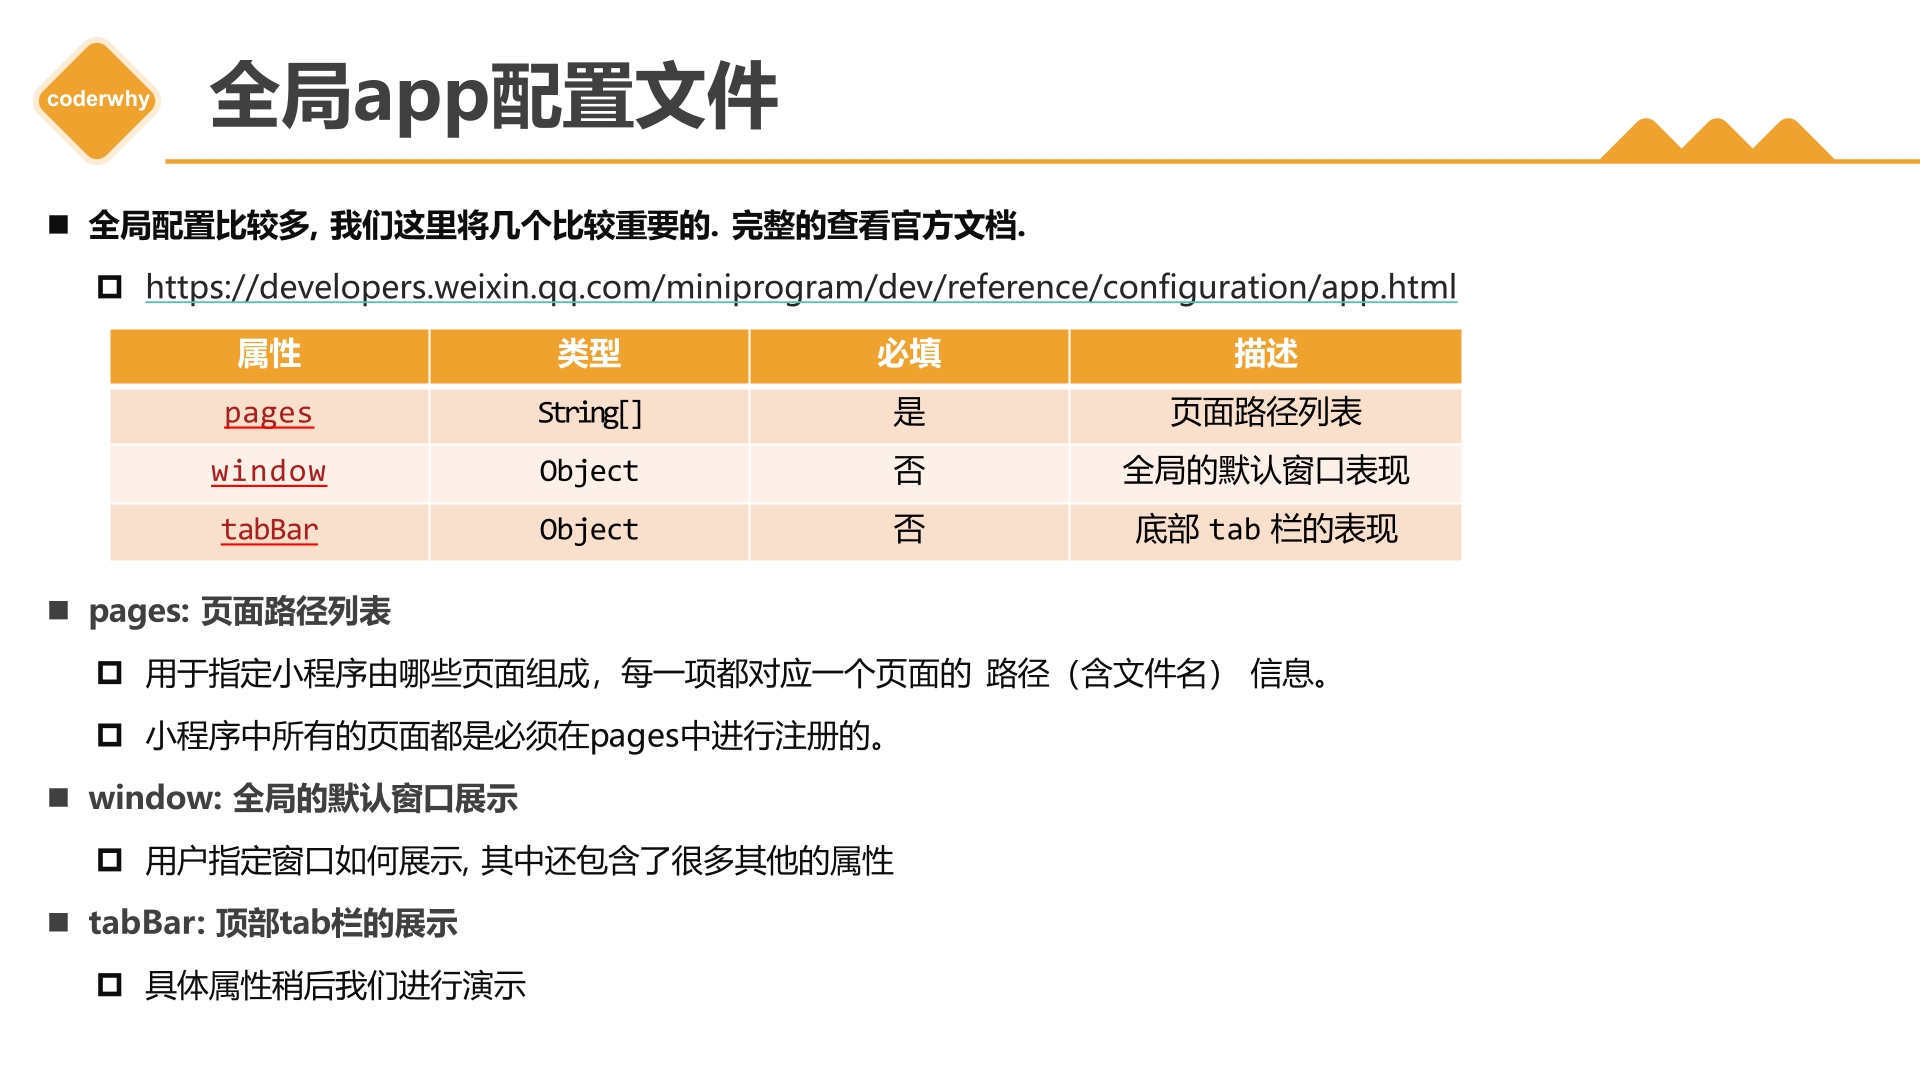 coderwhy
全局app配置文件
全局配置比较多, 我们这里将几个比较重要的. 完整的查看官方文档.
https://developers.weixin.qq.com/miniprogram/dev/reference/configuration/app.html
属性 类型 必填 描述
pages String[] 是 页面路径列表
window Object 否 全局的默认窗口表现
tabBar Object 否 底部 tab 栏的表现
pages: 页面路径列表
用于指定小程序由哪些页面组成，每一项都对应一个页面的 路径（含文件名） 信息。
小程序中所有的页面都是必须在pages中进行注册的。
window: 全局的默认窗口展示
用户指定窗口如何展示, 其中还包含了很多其他的属性
tabBar: 顶部tab栏的展示
具体属性稍后我们进行演示